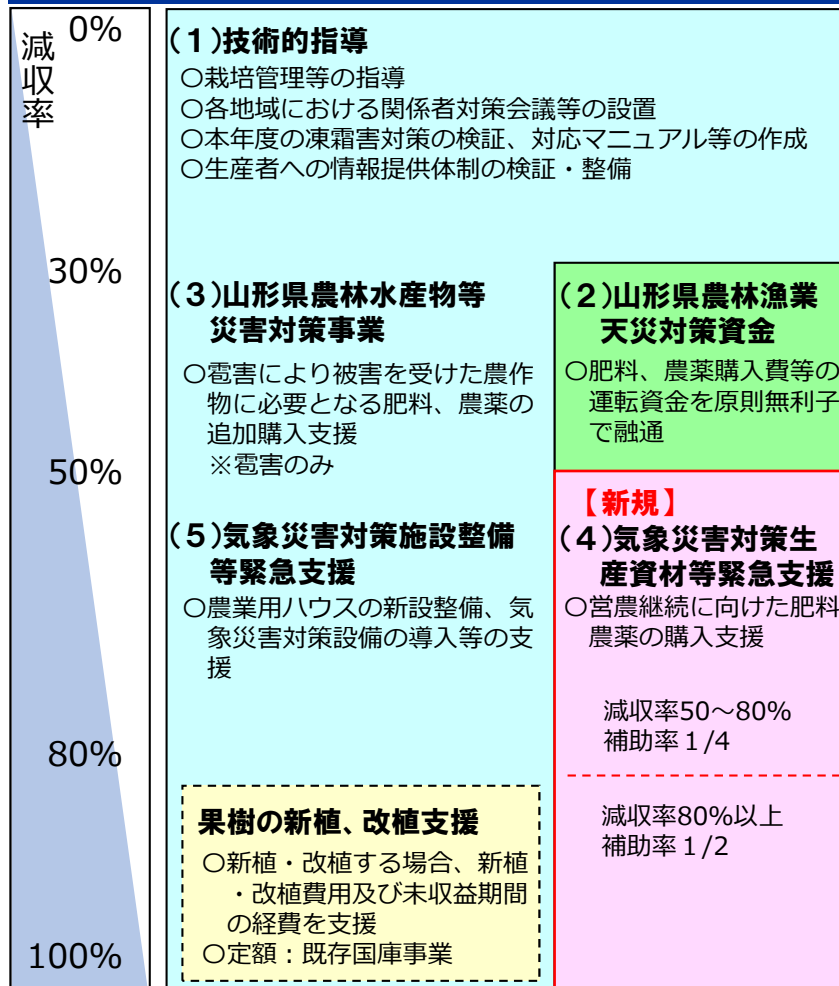 減収率
0%
30%
50%
80%
100%
(1)技術的指導
○栽培管理等の指導
○各地域における関係者対策会議等の設置
○本年度の凍霜害対策の検証、対応マニュアル等の作成
○生産者への情報提供体制の検証・整備
(3)山形県農林水産物等
災害対策事業
○雹害により被害を受けた農作
物に必要となる肥料、農薬の
追加購入支援
※雹害のみ
(2)山形県農林漁業
天災対策資金
○肥料、農薬購入費等の
運転資金を原則無利子
で融通
(5)気象災害対策施設整備
等緊急支援
○農業用ハウスの新設整備、気
象災害対策設備の導入等の支
援
【新規】
(4)気象災害対策生
産資材等緊急支援
○営農継続に向けた肥料
農薬の購入支援
減収率50～80%
補助率1/4
減収率80%以上
補助率1/2
果樹の新植、改植支援
○新植・改植する場合、新植
・改植費用及び未収益期間
の経費を支援
○定額：既存国庫事業